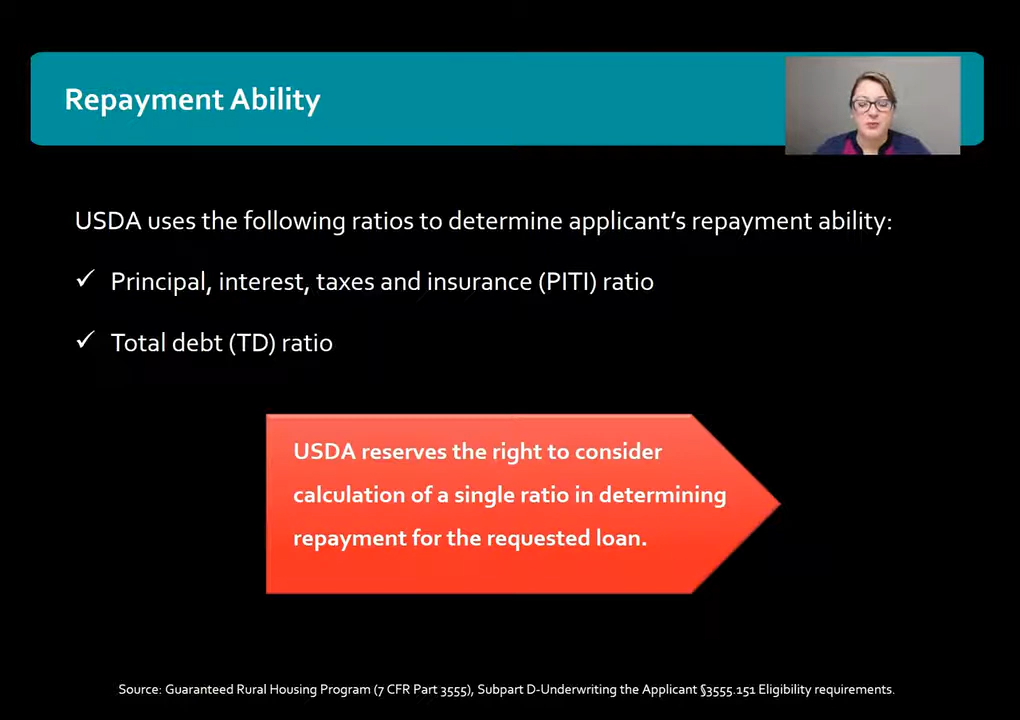 Repayment Ability
USDA uses the following ratios to determine applicant’s repayment ability:
✓ Principal, interest, taxes and insurance (PITI) ratio
✓ Total debt (TD) ratio
USDA reserves the right to consider
calculation of a single ratio in determining
repayment for the requested loan.
Source: Guaranteed Rural Housing Program (7 CFR Part 3555), Subpart D-Underwriting the Applicant §3555.151 Eligibility requirements.